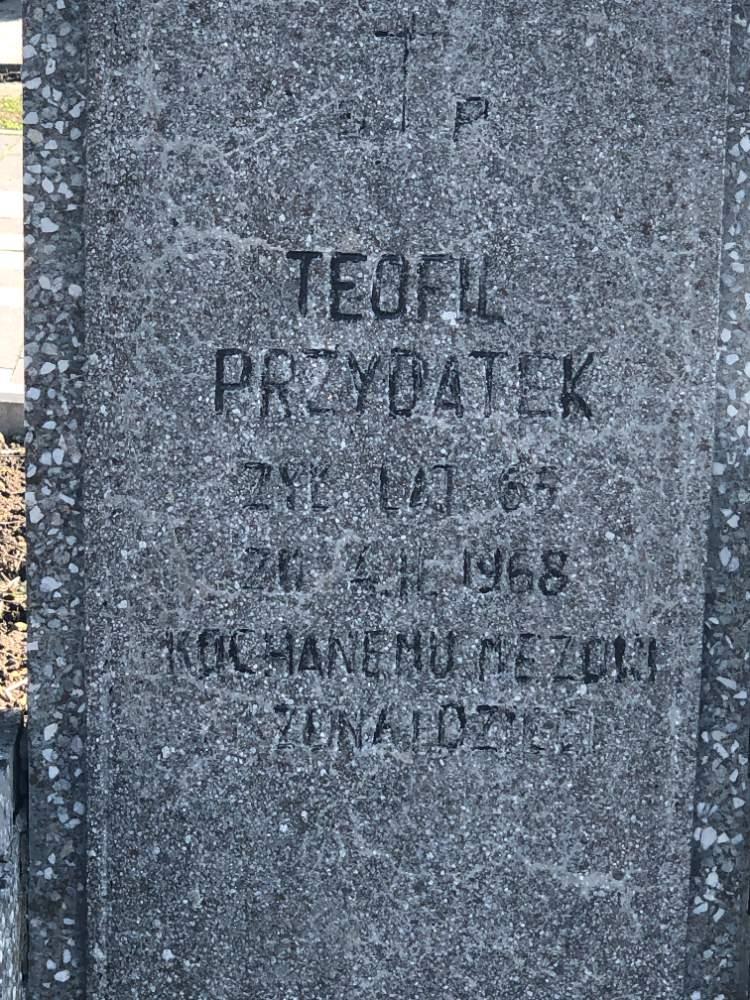 Ś P
TEOFIL
PRZYDATEK
ŻYŁ LAT 65
ZM 4.II.1968
KOCHANEMU MĘŻOWI
ŻONA I DZIECI